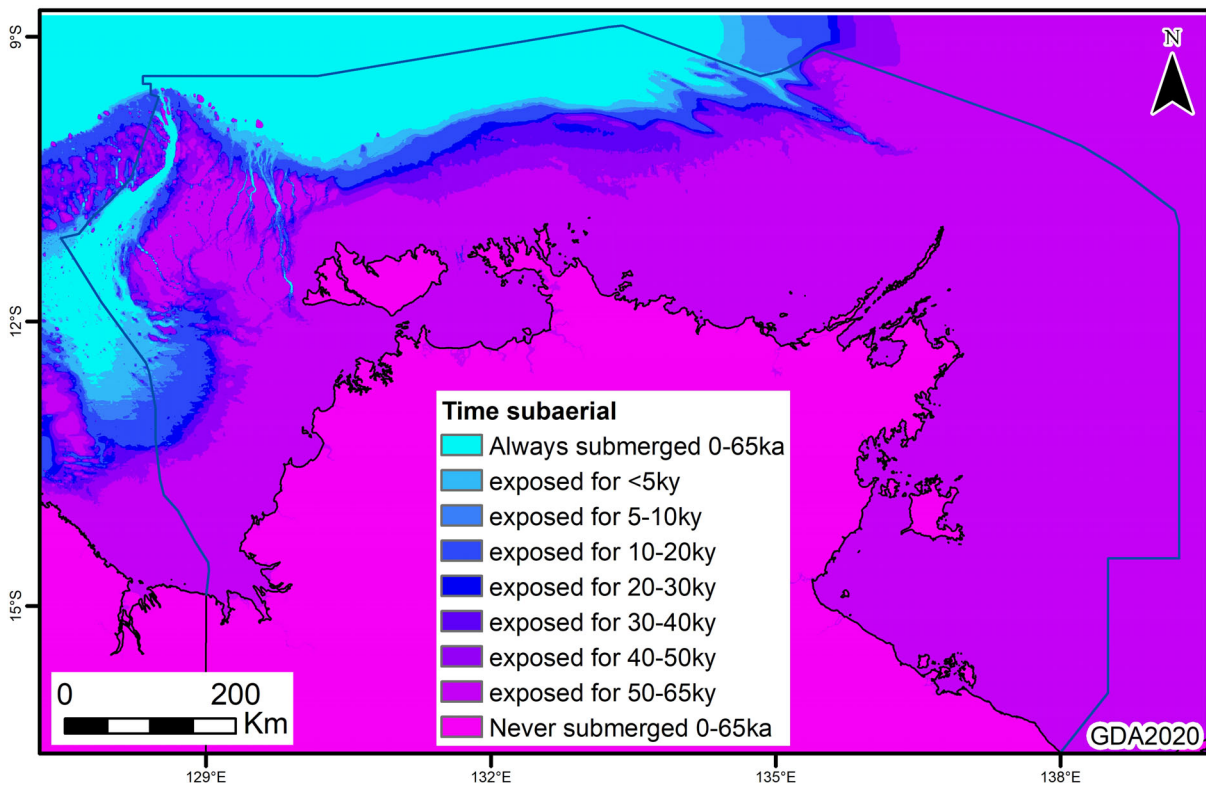 9°S
N
12°S
15°S
Time subaerial
Always submerged 0-65ka
exposed for <5ky
exposed for 5-10ky
exposed for 10-20ky
exposed for 20-30ky
exposed for 30-40ky
exposed for 40-50ky
exposed for 50-65ky
Never submerged 0-65ka
0 200
Km
GDA2020
129°E 132°E 135°E 138°E